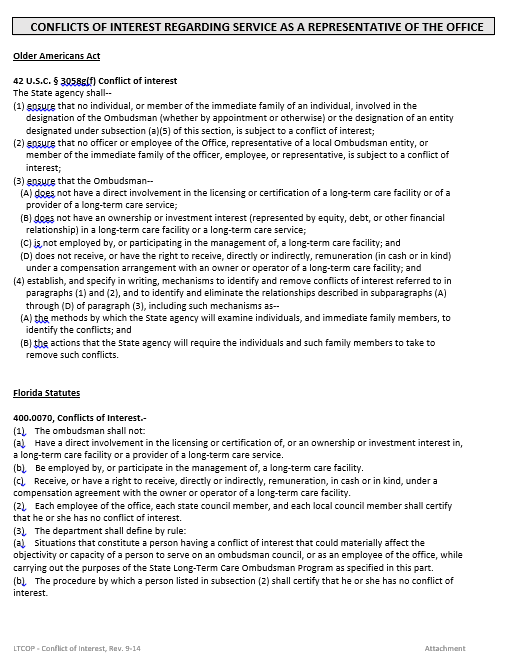 CONFLICTS OF INTEREST REGARDING SERVICE AS A REPRESENTATIVE OF THE OFFICE
Older Americans Act
42 U.S.C. § 3058g(f) Conflict of interest
The State agency shall--
(1) ensure that no individual, or member of the immediate family of an individual, involved in the
designation of the Ombudsman (whether by appointment or otherwise) or the designation of an entity
designated under subsection (a)(5) of this section, is subject to a conflict of interest;
(2) ensure that no officer or employee of the Office, representative of a local Ombudsman entity, or
member of the immediate family of the officer, employee, or representative, is subject to a conflict of
interest;
(3) ensure that the Ombudsman--
(A) does not have a direct involvement in the licensing or certification of a long-term care facility or of a
provider of a long-term care service;
(B) does not have an ownership or investment interest (represented by equity, debt, or other financial
relationship) in a long-term care facility or a long-term care service;
(C) is not employed by, or participating in the management of, a long-term care facility; and
(D) does not receive, or have the right to receive, directly or indirectly, remuneration (in cash or in kind)
under a compensation arrangement with an owner or operator of a long-term care facility; and
(4) establish, and specify in writing, mechanisms to identify and remove conflicts of interest referred to in
paragraphs (1) and (2), and to identify and eliminate the relationships described in subparagraphs (A)
through (D) of paragraph (3), including such mechanisms as--
(A) the methods by which the State agency will examine individuals, and immediate family members, to
identify the conflicts; and
(B) the actions that the State agency will require the individuals and such family members to take to
remove such conflicts.
Florida Statutes
400.0070, Conflicts of Interest.-
(1) The ombudsman shall not:
(a) Have a direct involvement in the licensing or certification of, or an ownership or investment interest in,
a long-term care facility or a provider of a long-term care service.
(b) Be employed by, or participate in the management of, a long-term care facility.
(c) Receive, or have a right to receive, directly or indirectly, remuneration, in cash or in kind, under a
compensation agreement with the owner or operator of a long-term care facility.
(2) Each employee of the office, each state council member, and each local council member shall certify
that he or she has no conflict of interest.
(3) The department shall define by rule:
(a) Situations that constitute a person having a conflict of interest that could materially affect the
objectivity or capacity of a person to serve on an ombudsman council, or as an employee of the office, while
carrying out the purposes of the State Long-Term Care Ombudsman Program as specified in this part.
(b) The procedure by which a person listed in subsection (2) shall certify that he or she has no conflict of
interest.
LTCOP - Conflict of Interest, Rev. 9-14 Attachment